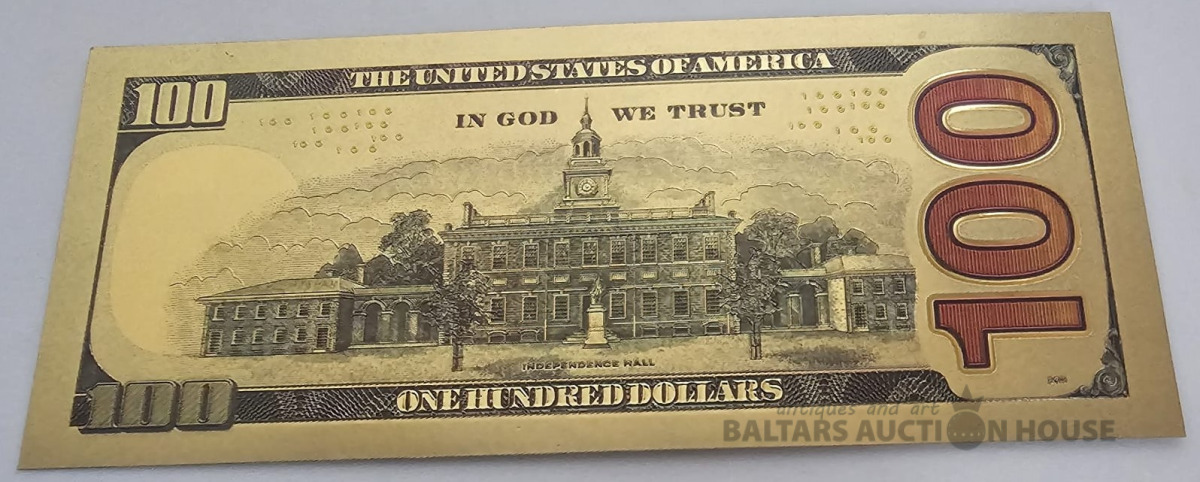 THE UNITED STATES OF AMERICA
100
IN GOD WE TRUST
100
INDEPENDENCE HALL
100
ONE HUNDRED DOLLARS
antiques and art
BALTARS AUCTION HOUSE